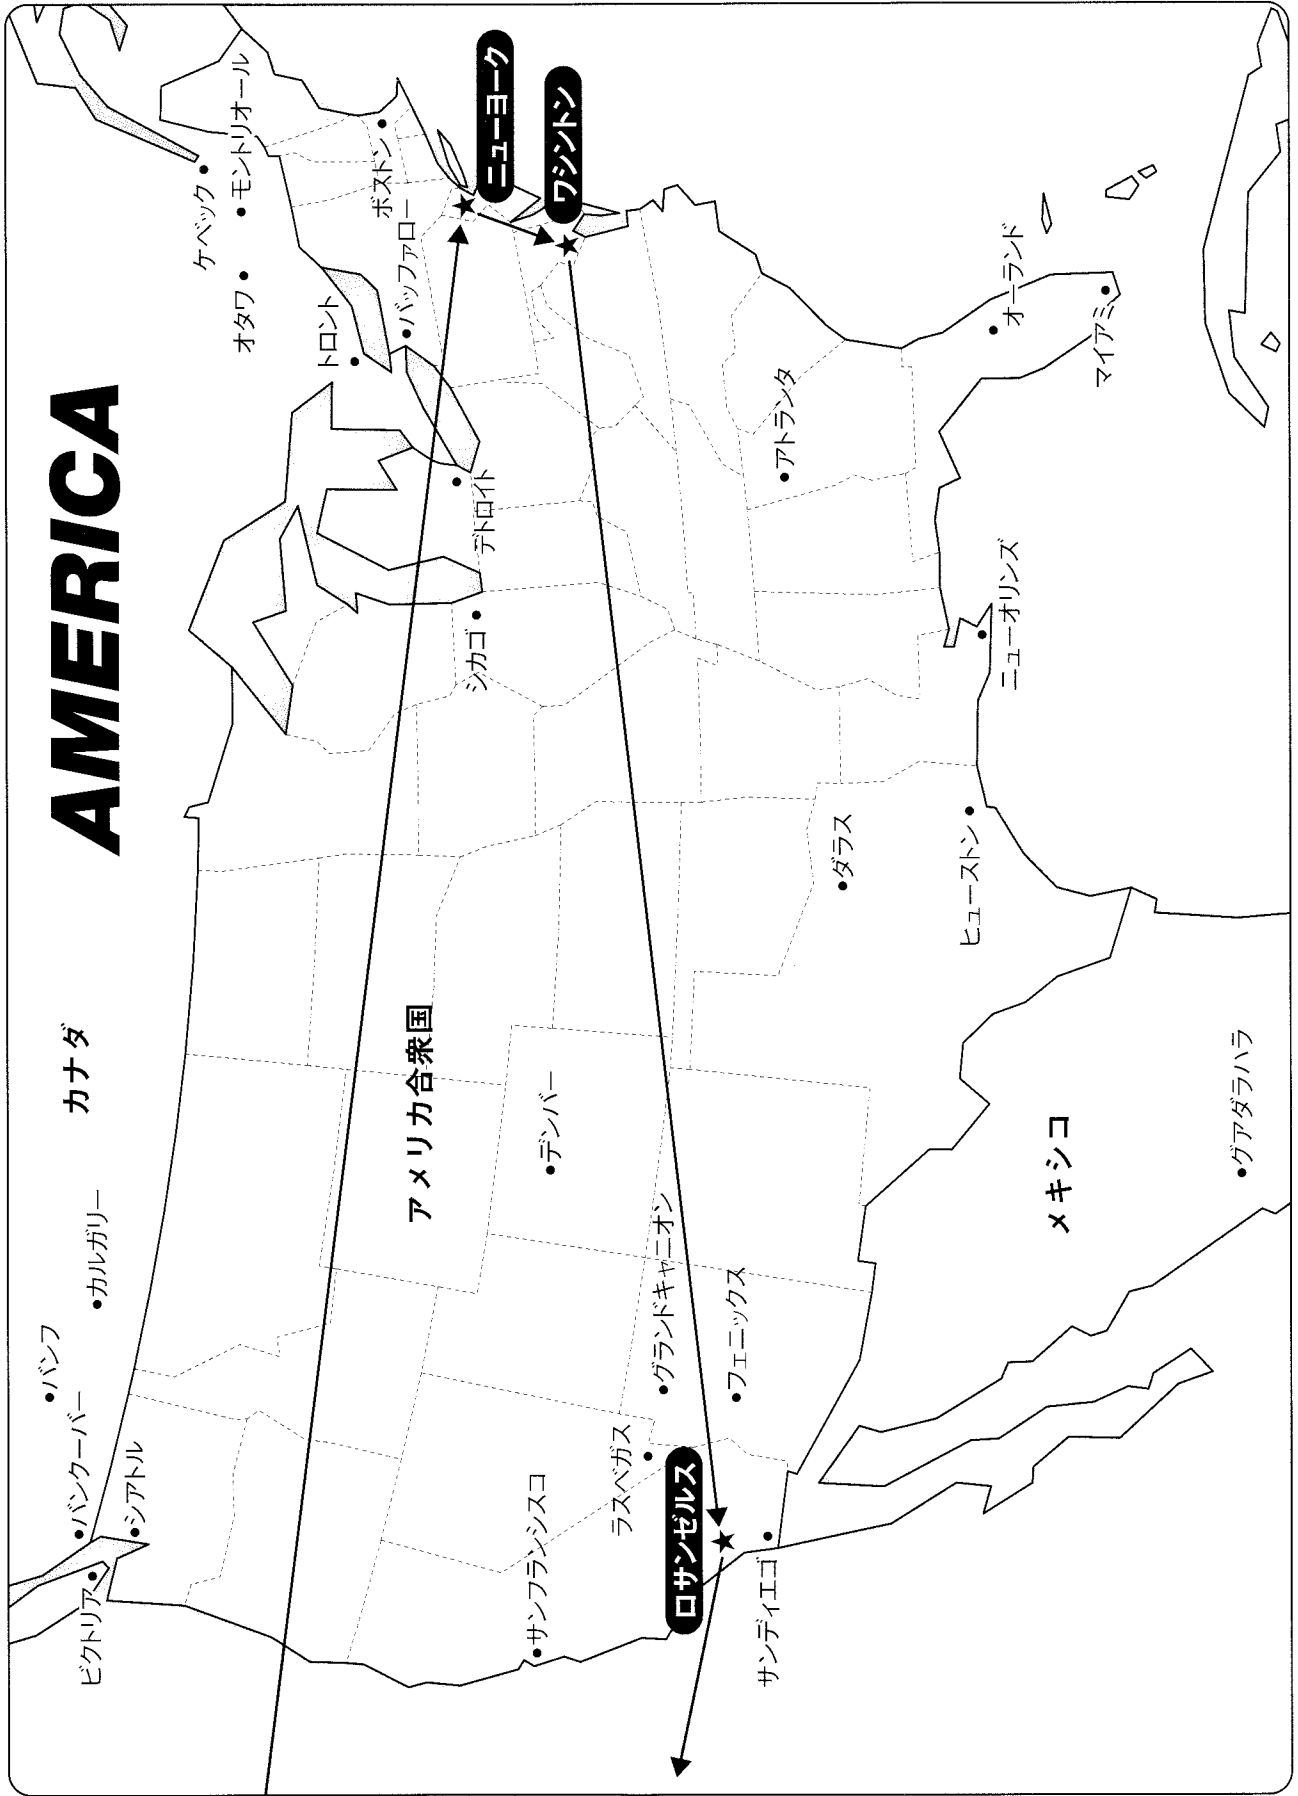 AMERICA
カナダ
バンフ
カルガリー
バンクーバー
ビクトリア
シアトル
ケベック
モントリオール
オタワ
トロント
ボストン
バッファロー
ニューヨーク
ワシントン
デトロイト
シカゴ
アメリカ合衆国
デンバー
サンフランシスコ
ラスベガス
グランドキャニオン
フェニックス
ロサンゼルス
サンディエゴ
アトランタ
ダラス
ヒューストン
ニューオリンズ
オーランド
マイアミ
メキシコ
グアダラハラ